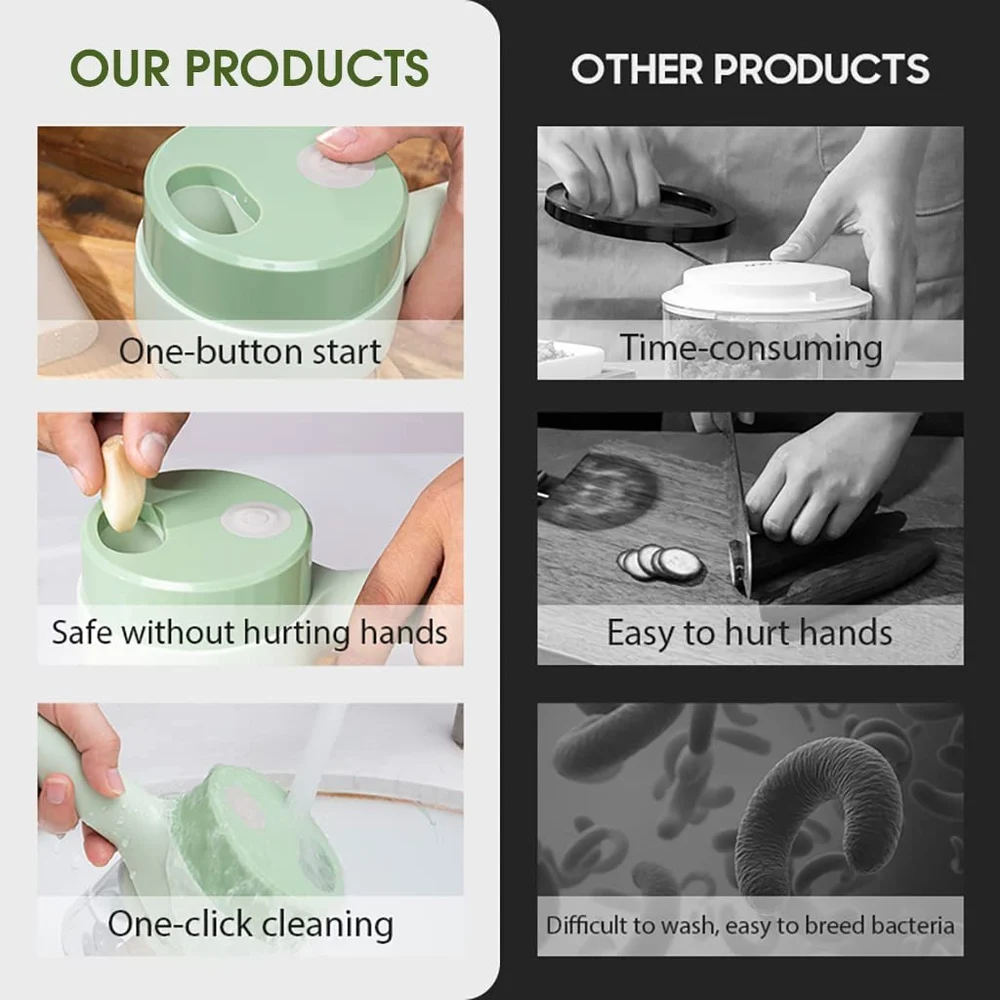 OUR PRODUCTS
OTHER PRODUCTS
One-button start
Time-consuming
Safe without hurting hands
Easy to hurt hands
One-click cleaning
Difficult to wash, easy to breed bacteria